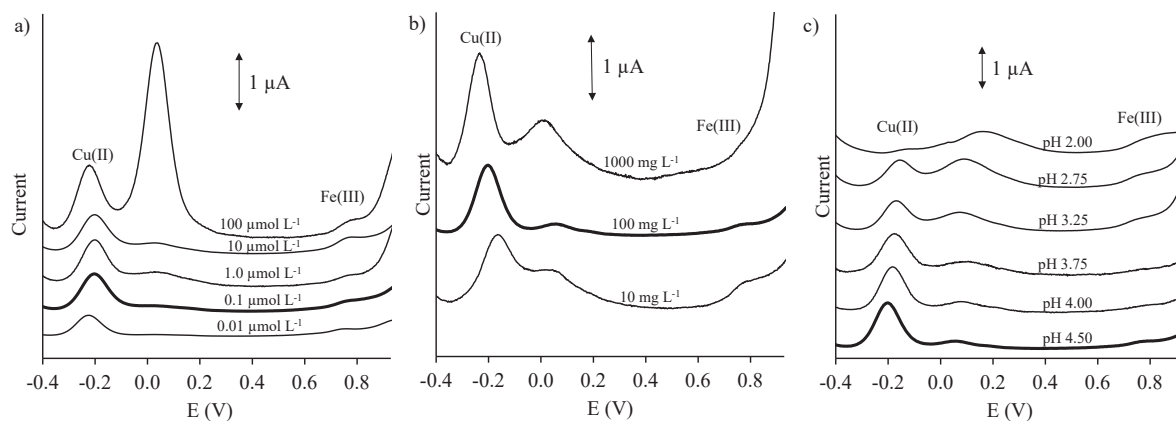 a)
1 µA
Cu(II)
Fe(III)
100 µmol L-1
10 µmol L-1
1.0 µmol L-1
0.1 µmol L-1
0.01 µmol L-1
Current
-0.4 -0.2 0.0 0.2 0.4 0.6 0.8
E (V)
b)
Cu(II)
1 µA
Fe(III)
1000 mg L-1
100 mg L-1
10 mg L-1
Current
-0.4 -0.2 0.0 0.2 0.4 0.6 0.8
E (V)
c)
1 µA
Cu(II)
Fe(III)
pH 2.00
pH 2.75
pH 3.25
pH 3.75
pH 4.00
pH 4.50
Current
-0.4 -0.2 0.0 0.2 0.4 0.6 0.8
E (V)